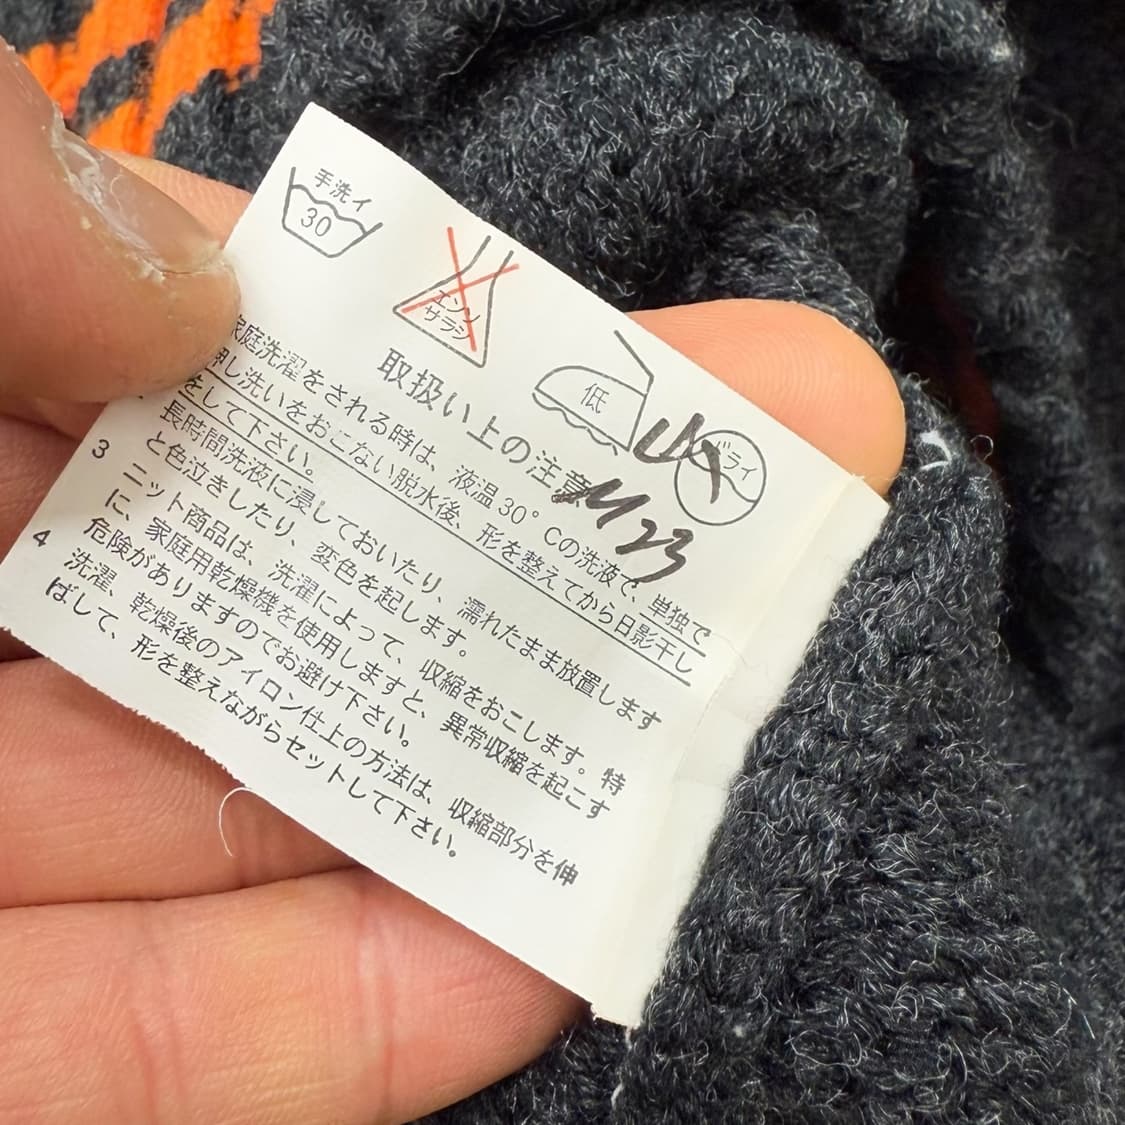 手洗イ
30
エンソ
サラシ
低
ドライ
取扱い上の注意
M23
家庭洗濯をされる時は、液温30°Cの洗液で、単独で
押し洗いをおこない脱水後、形を整えてから日影干し
をして下さい。
長時間洗液に浸しておいたり、濡れたまま放置します
と色泣きしたり、変色を起します。
3 ニット商品は、洗濯によって、収縮をおこします。特
に、家庭用乾燥機を使用しますと、異常収縮を起こす
危険がありますのでお避け下さい。
4 洗濯、乾燥後のアイロン仕上の方法は、収縮部分を伸
ばして、形を整えながらセットして下さい。